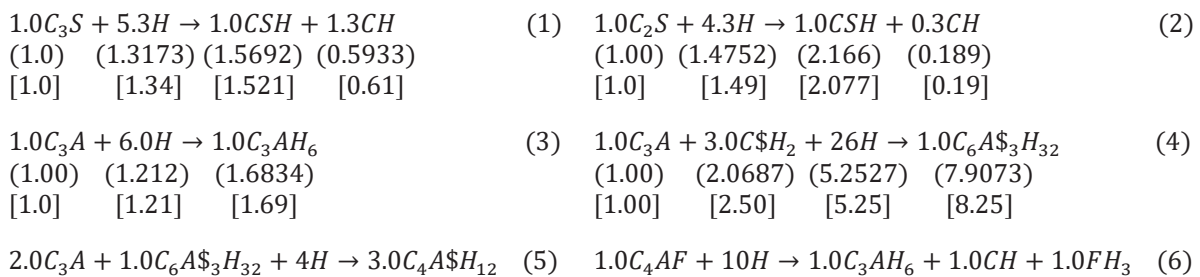 1.0C₃S + 5.3H → 1.0CSH + 1.3CH (1) 1.0C₂S + 4.3H → 1.0CSH + 0.3CH (2)
(1.0) (1.3173) (1.5692) (0.5933) (1.00) (1.4752) (2.166) (0.189)
[1.0] [1.34] [1.521] [0.61] [1.0] [1.49] [2.077] [0.19]
1.0C₃A + 6.0H → 1.0C₃AH₆ (3) 1.0C₃A + 3.0C$H₂ + 26H → 1.0C₆A$₃H₃₂ (4)
(1.00) (1.212) (1.6834) (1.00) (2.0687) (5.2527) (7.9073)
[1.0] [1.21] [1.69] [1.00] [2.50] [5.25] [8.25]
2.0C₃A + 1.0C₆A$₃H₃₂ + 4H → 3.0C₄A$H₁₂ (5) 1.0C₄AF + 10H → 1.0C₃AH₆ + 1.0CH + 1.0FH₃ (6)